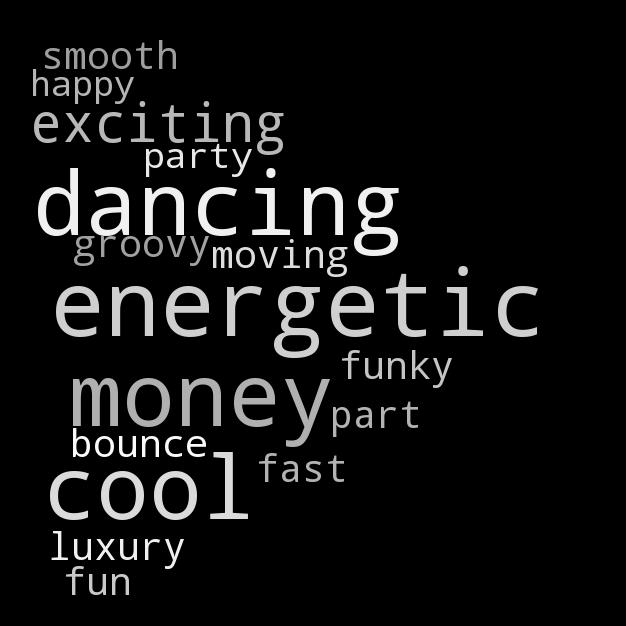 smooth
happy
exciting
party
dancing
groovy
moving
energetic
funky
money
part
bounce
cool
fast
luxury
fun